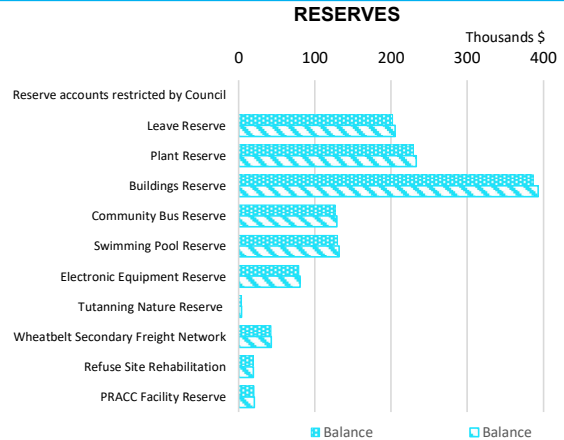 RESERVES
Thousands $
0 100 200 300 400
Reserve accounts restricted by Council
Leave Reserve
Plant Reserve
Buildings Reserve
Community Bus Reserve
Swimming Pool Reserve
Electronic Equipment Reserve
Tutanning Nature Reserve
Wheatbelt Secondary Freight Network
Refuse Site Rehabilitation
PRACC Facility Reserve
Balance Balance